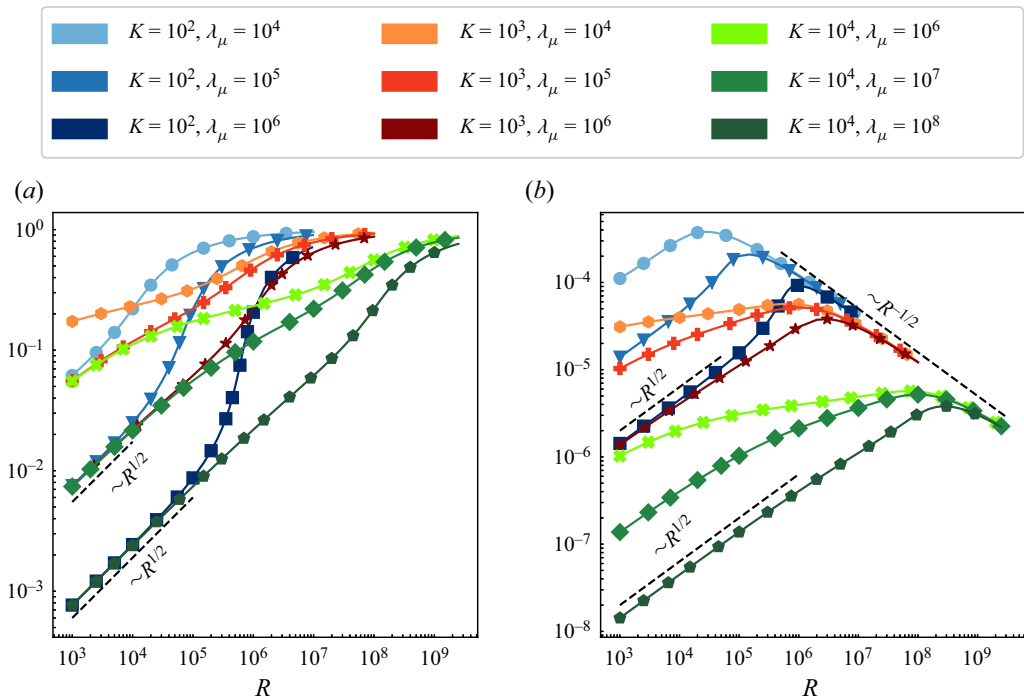 K = 10², λ_μ = 10⁴ K = 10³, λ_μ = 10⁴ K = 10⁴, λ_μ = 10⁶
K = 10², λ_μ = 10⁵ K = 10³, λ_μ = 10⁵ K = 10⁴, λ_μ = 10⁷
K = 10², λ_μ = 10⁶ K = 10³, λ_μ = 10⁶ K = 10⁴, λ_μ = 10⁸
(a)
10⁰
10⁻¹
10⁻²
10⁻³
~R^1/2
~R^1/2
10³ 10⁴ 10⁵ 10⁶ 10⁷ 10⁸ 10⁹
R
(b)
10⁻⁴
10⁻⁵
10⁻⁶
10⁻⁷
10⁻⁸
~R^−1/2
~R^1/2
~R^1/2
10³ 10⁴ 10⁵ 10⁶ 10⁷ 10⁸ 10⁹
R